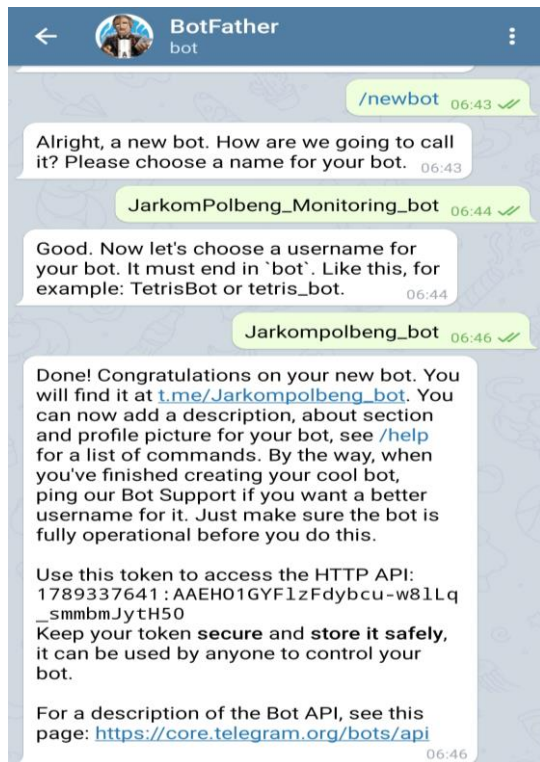 BotFather
bot
/newbot 06:43
Alright, a new bot. How are we going to call
it? Please choose a name for your bot. 06:43
JarkomPolbeng_Monitoring_bot 06:44
Good. Now let's choose a username for
your bot. It must end in `bot`. Like this, for
example: TetrisBot or tetris_bot. 06:44
Jarkompolbeng_bot 06:46
Done! Congratulations on your new bot. You
will find it at t.me/Jarkompolbeng_bot. You
can now add a description, about section
and profile picture for your bot, see /help
for a list of commands. By the way, when
you've finished creating your cool bot,
ping our Bot Support if you want a better
username for it. Just make sure the bot is
fully operational before you do this.
Use this token to access the HTTP API:
1789337641:AAEHO1GYFlzFdybcu-w8lLq
_smmbmJytH50
Keep your token secure and store it safely,
it can be used by anyone to control your
bot.
For a description of the Bot API, see this
page: https://core.telegram.org/bots/api
06:46